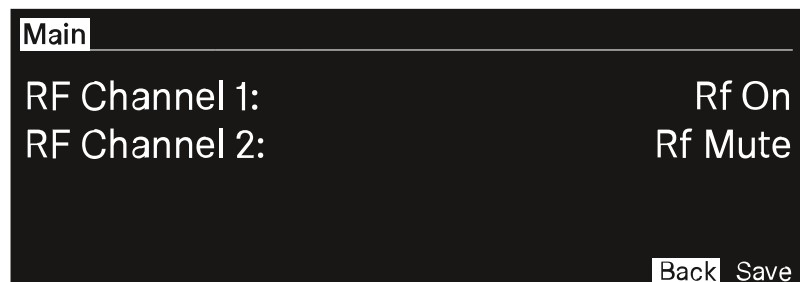 Main
RF Channel 1: Rf On
RF Channel 2: Rf Mute
Back Save